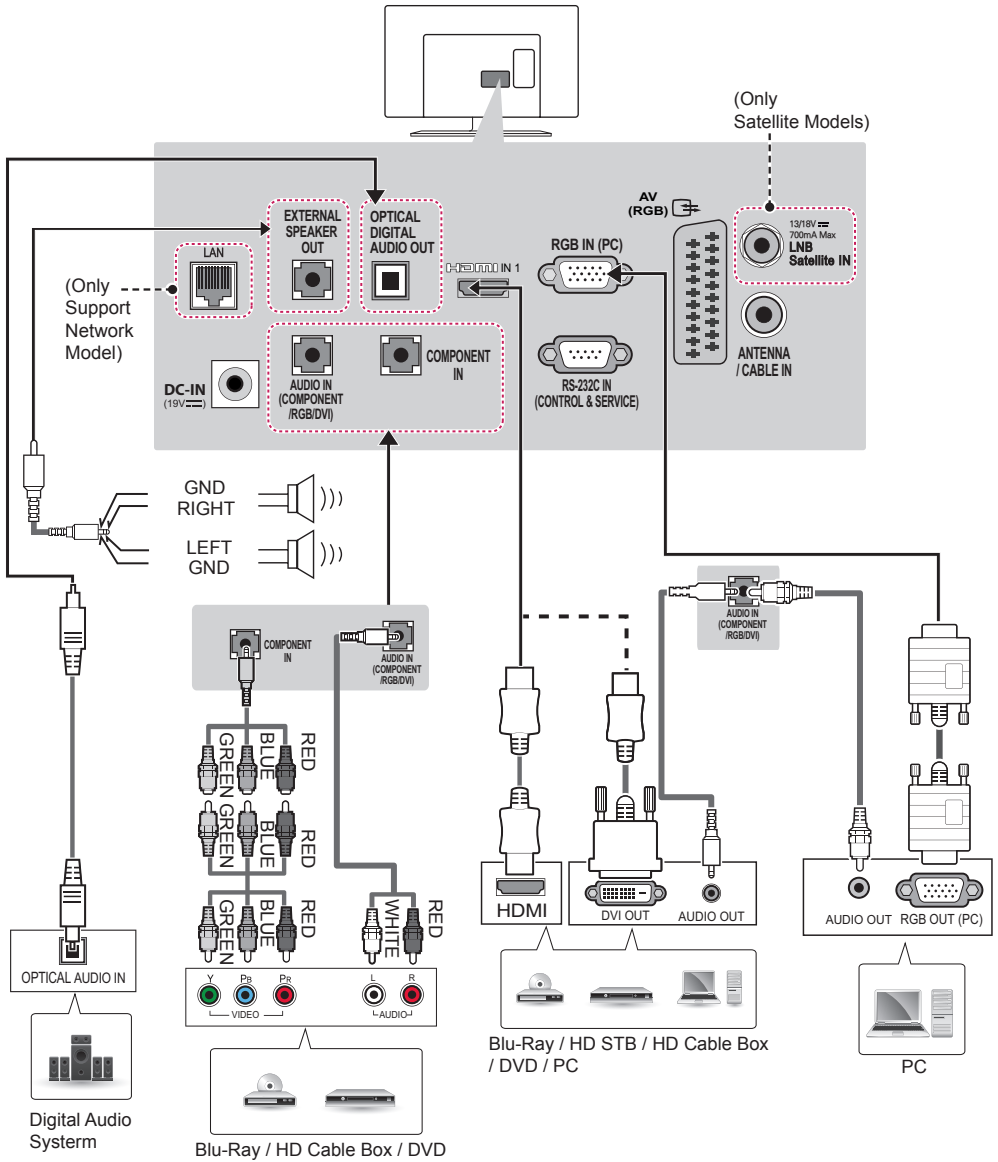 (Only
Satellite Models)
EXTERNAL
SPEAKER
OUT
OPTICAL
DIGITAL
AUDIO OUT
AV
(RGB)
13/18V
700mA Max
LNB
Satellite IN
LAN
HDMI IN 1
RGB IN (PC)
(Only
Support
Network
Model)
DC-IN
(19V)
AUDIO IN
(COMPONENT
/RGB/DVI)
COMPONENT
IN
RS-232C IN
(CONTROL & SERVICE)
ANTENNA
/ CABLE IN
GND
RIGHT
LEFT
GND
COMPONENT
IN
AUDIO IN
(COMPONENT
/RGB/DVI)
AUDIO IN
(COMPONENT
/RGB/DVI)
GREEN
BLUE
RED
GREEN
BLUE
RED
GREEN
BLUE
RED
WHITE
RED
OPTICAL AUDIO IN
Y PB PR
VIDEO
L R
AUDIO
HDMI
DVI OUT
AUDIO OUT
AUDIO OUT
RGB OUT (PC)
Digital Audio
Systerm
Blu-Ray / HD Cable Box / DVD
Blu-Ray / HD STB / HD Cable Box
/ DVD / PC
PC